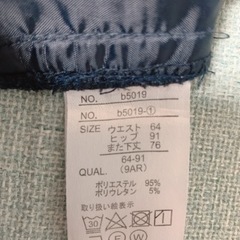 NO. b5019
NO. b5019-①
SIZE ウエスト 64
ヒップ 91
また下丈 76
64-91
QUAL. (9AR)
ポリエステル 95%
ポリウレタン 5%
取り扱い絵表示
30
F W